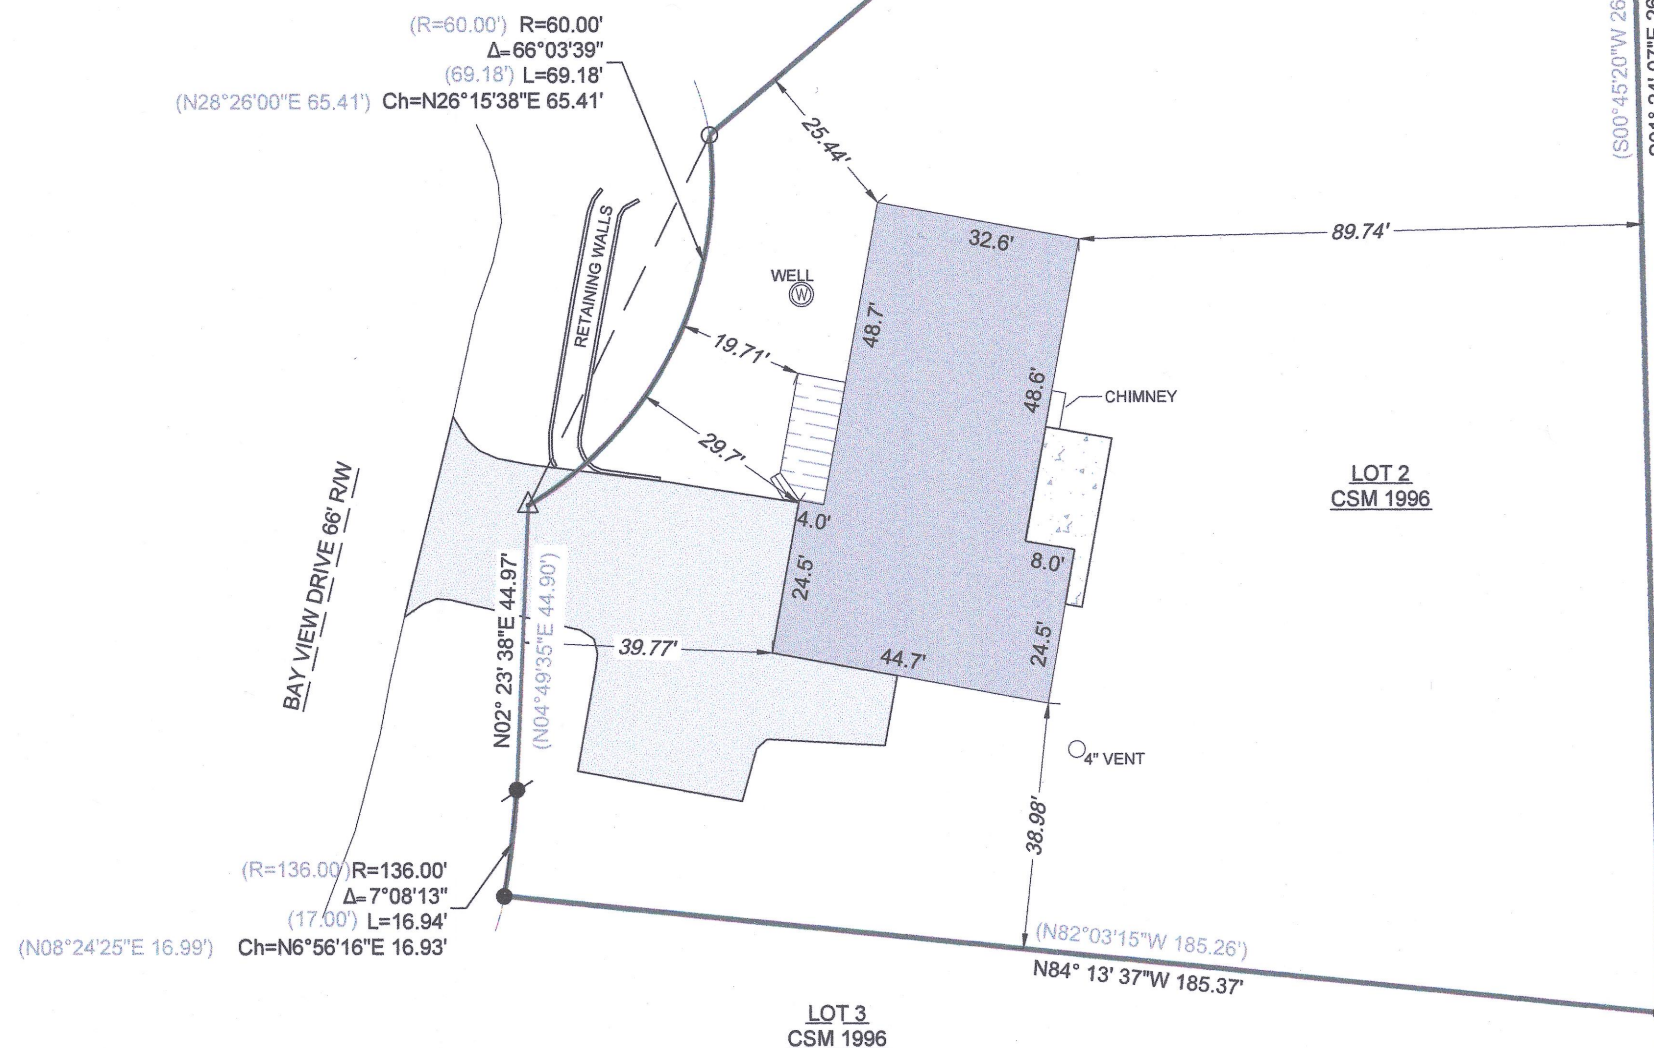 (R=60.00') R=60.00'
Δ=66°03'39"
(69.18') L=69.18'
(N28°26'00"E 65.41') Ch=N26°15'38"E 65.41'
(S00°45'20"W 26
25.44'
32.6'
89.74'
RETAINING WALLS
WELL
W
48.7'
19.71'
48.6'
CHIMNEY
29.7'
LOT 2
CSM 1996
BAY VIEW DRIVE 66' R/W
4.0'
8.0'
24.5'
N02° 23' 38"E 44.97'
(N04°49'35"E 44.90')
39.77'
44.7'
24.5'
4" VENT
38.98'
(R=136.00') R=136.00'
Δ=7°08'13"
(17.00') L=16.94'
(N08°24'25"E 16.99') Ch=N6°56'16"E 16.93'
(N82°03'15"W 185.26')
N84° 13' 37"W 185.37'
LOT 3
CSM 1996